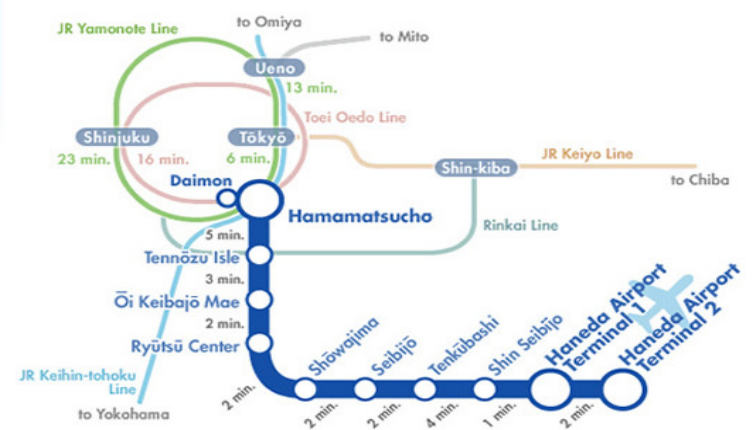 to Omiya
JR Yamonote Line
to Mito
Ueno
13 min.
Toei Oedo Line
Shinjuku
Tōkyō
23 min.
16 min.
6 min.
JR Keiyo Line
Shin-kiba
to Chiba
Daimon
Hamamatsucho
Rinkai Line
5 min.
Tennōzu Isle
3 min.
Ōi Keibajō Mae
2 min.
Ryūtsū Center
JR Keihin-tohoku
Line
to Yokohama
2 min.
Shōwajima
2 min.
Seibijō
2 min.
Tenkūbashi
4 min.
Shin Seibijo
1 min.
Haneda Airport
Terminal 1
2 min.
Haneda Airport
Terminal 2